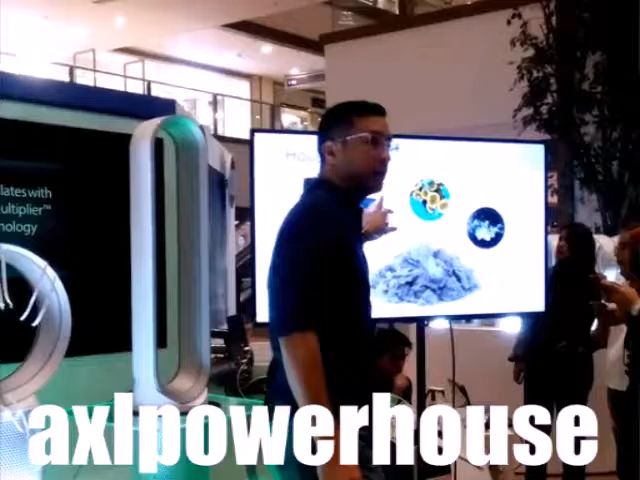 lates with
ultiplier™
nology
axlpowerhouse